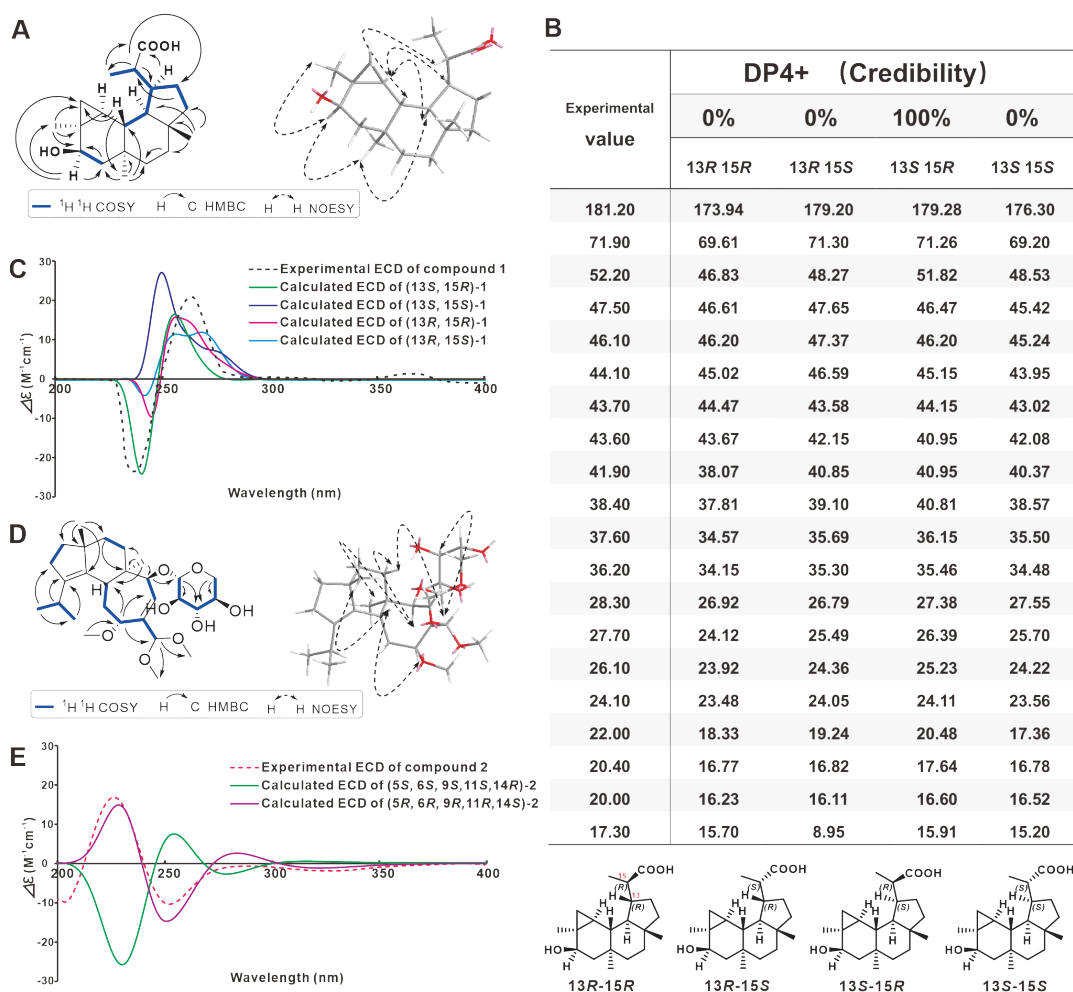 A
COOH
H
H
H
H
HO
H
¹H ¹H COSY H C HMBC H H NOESY
B
Experimental value
DP4+ (Credibility)
0% 0% 100% 0%
13R 15R 13R 15S 13S 15R 13S 15S
181.20 173.94 179.20 179.28 176.30
71.90 69.61 71.30 71.26 69.20
52.20 46.83 48.27 51.82 48.53
47.50 46.61 47.65 46.47 45.42
46.10 46.20 47.37 46.20 45.24
44.10 45.02 46.59 45.15 43.95
43.70 44.47 43.58 44.15 43.02
43.60 43.67 42.15 40.95 42.08
41.90 38.07 40.85 40.95 40.37
38.40 37.81 39.10 40.81 38.57
37.60 34.57 35.69 36.15 35.50
36.20 34.15 35.30 35.46 34.48
28.30 26.92 26.79 27.38 27.55
27.70 24.12 25.49 26.39 25.70
26.10 23.92 24.36 25.23 24.22
24.10 23.48 24.05 24.11 23.56
22.00 18.33 19.24 20.48 17.36
20.40 16.77 16.82 17.64 16.78
20.00 16.23 16.11 16.60 16.52
17.30 15.70 8.95 15.91 15.20
15 COOH (R) 13 H (R) H H H HO H
COOH (S) H (R) H H H HO H
COOH (R) H (S) H H H HO H
COOH (S) H (S) H H H HO H
13R-15R 13R-15S 13S-15R 13S-15S
C
30
20
10
0
-10
-20
-30
200 250 300 350 400
Δε (M⁻¹cm⁻¹)
Wavelength (nm)
Experimental ECD of compound 1
Calculated ECD of (13S, 15R)-1
Calculated ECD of (13S, 15S)-1
Calculated ECD of (13R, 15R)-1
Calculated ECD of (13R, 15S)-1
D
H
O
O
HO
OH
OH
O
O
O
¹H ¹H COSY H C HMBC H H NOESY
E
30
20
10
0
-10
-20
-30
200 250 300 350 400
Δε (M⁻¹cm⁻¹)
Wavelength (nm)
Experimental ECD of compound 2
Calculated ECD of (5S, 6S, 9S,11S,14R)-2
Calculated ECD of (5R, 6R, 9R,11R,14S)-2